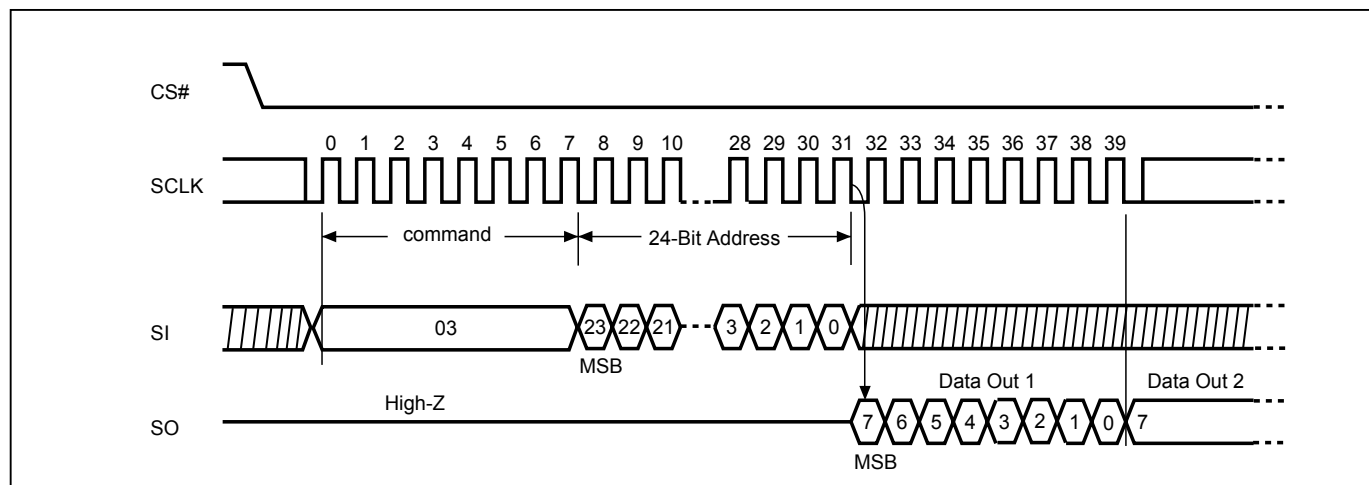 CS#
0 1 2 3 4 5 6 7 8 9 10 28 29 30 31 32 33 34 35 36 37 38 39
SCLK
command 24-Bit Address
SI 03 23 22 21 3 2 1 0
MSB
Data Out 1 Data Out 2
High-Z
SO 7 6 5 4 3 2 1 0 7
MSB